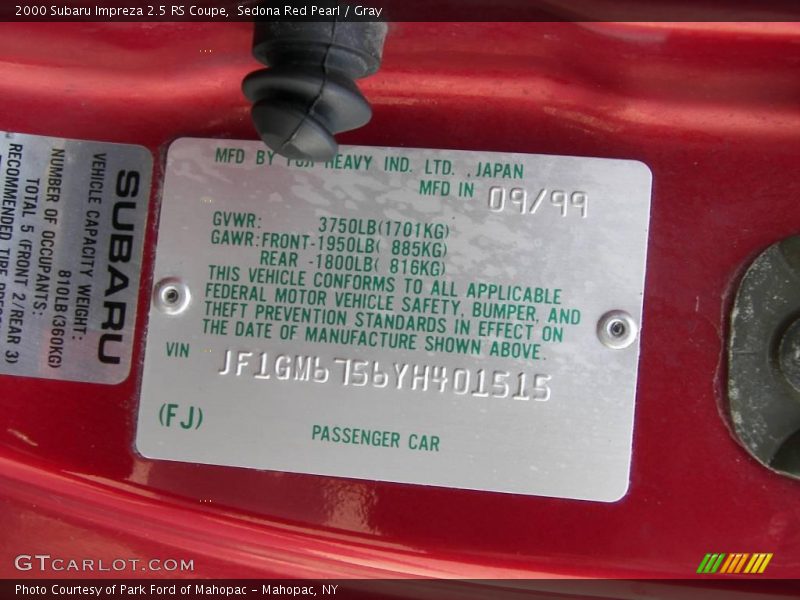 2000 Subaru Impreza 2.5 RS Coupe,  Sedona Red Pearl / Gray
SUBARU
VEHICLE CAPACITY WEIGHT:
810LB(360KG)
NUMBER OF OCCUPANTS:
TOTAL 5 (FRONT 2/REAR 3)
RECOMMENDED TIRE
MFD BY FUJI HEAVY IND. LTD. ,JAPAN
MFD IN 09/99
GVWR: 3750LB(1701KG)
GAWR:FRONT-1950LB( 885KG)
REAR -1800LB( 816KG)
THIS VEHICLE CONFORMS TO ALL APPLICABLE
FEDERAL MOTOR VEHICLE SAFETY, BUMPER, AND
THEFT PREVENTION STANDARDS IN EFFECT ON
THE DATE OF MANUFACTURE SHOWN ABOVE.
VIN JF1GM6756YH401515
(FJ)
PASSENGER CAR
GTCARLOT.COM
Photo Courtesy of Park Ford of Mahopac – Mahopac, NY